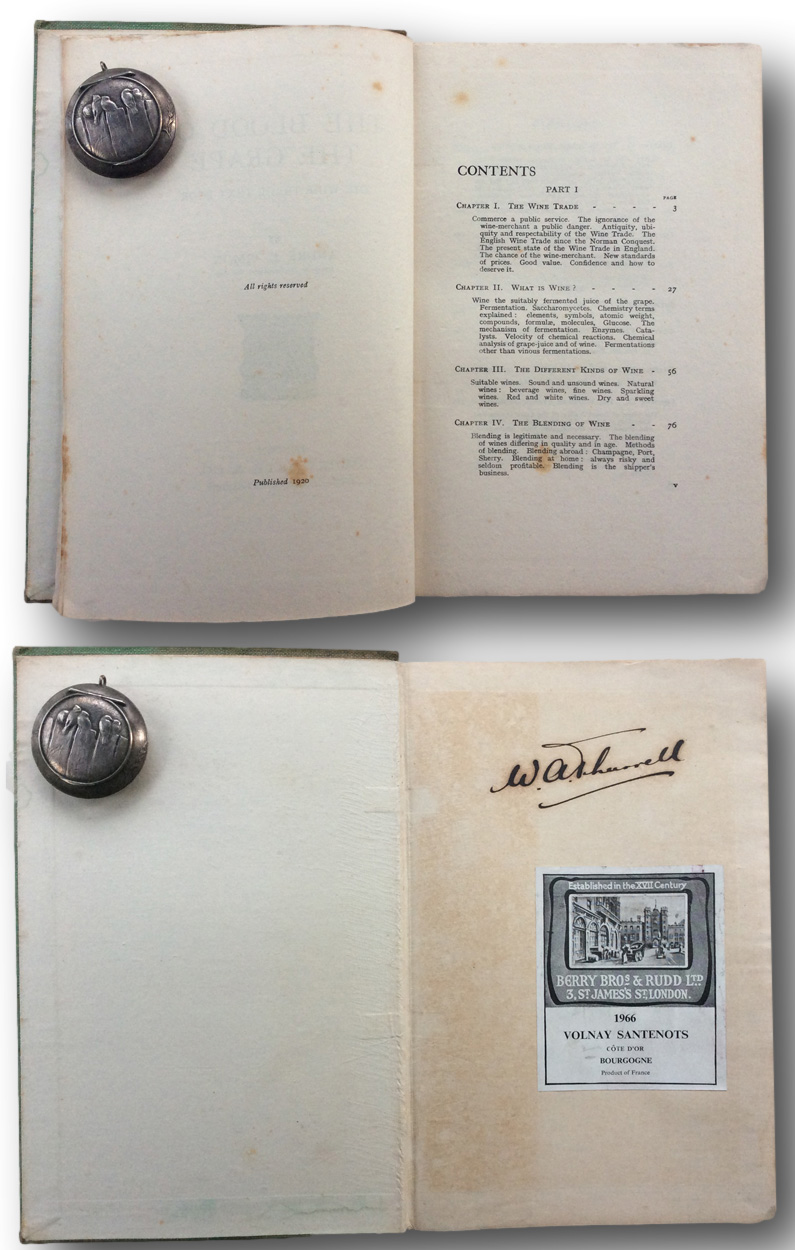 THE BLOOD
THE GRAPE
All rights reserved
Published 1920
CONTENTS
PART I
PAGE
CHAPTER I. THE WINE TRADE - - - - 3
Commerce a public service. The ignorance of the
wine-merchant a public danger. Antiquity, ubi-
quity and respectability of the Wine Trade. The
English Wine Trade since the Norman Conquest.
The present state of the Wine Trade in England.
The chance of the wine-merchant. New standards
of prices. Good value. Confidence and how to
deserve it.
CHAPTER II. WHAT IS WINE? - - - - 27
Wine the suitably fermented juice of the grape.
Fermentation. Saccharomycetes. Chemistry terms
explained: elements, symbols, atomic weight,
compounds, formulæ, molecules, Glucose. The
mechanism of fermentation. Enzymes. Cata-
lysts. Velocity of chemical reactions. Chemical
analysis of grape-juice and of wine. Fermentations
other than vinous fermentations.
CHAPTER III. THE DIFFERENT KINDS OF WINE - 56
Suitable wines. Sound and unsound wines. Natural
wines: beverage wines, fine wines. Sparkling
wines. Red and white wines. Dry and sweet
wines.
CHAPTER IV. THE BLENDING OF WINE - - 76
Blending is legitimate and necessary. The blending
of wines differing in quality and in age. Methods
of blending. Blending abroad: Champagne, Port,
Sherry. Blending at home: always risky and
seldom profitable. Blending is the shipper's
business.
v
Established in the XVII Century
BERRY BROS & RUDD LTD
3, ST JAMES'S ST. LONDON.
1966
VOLNAY SANTENOTS
CÔTE D'OR
BOURGOGNE
Product of France